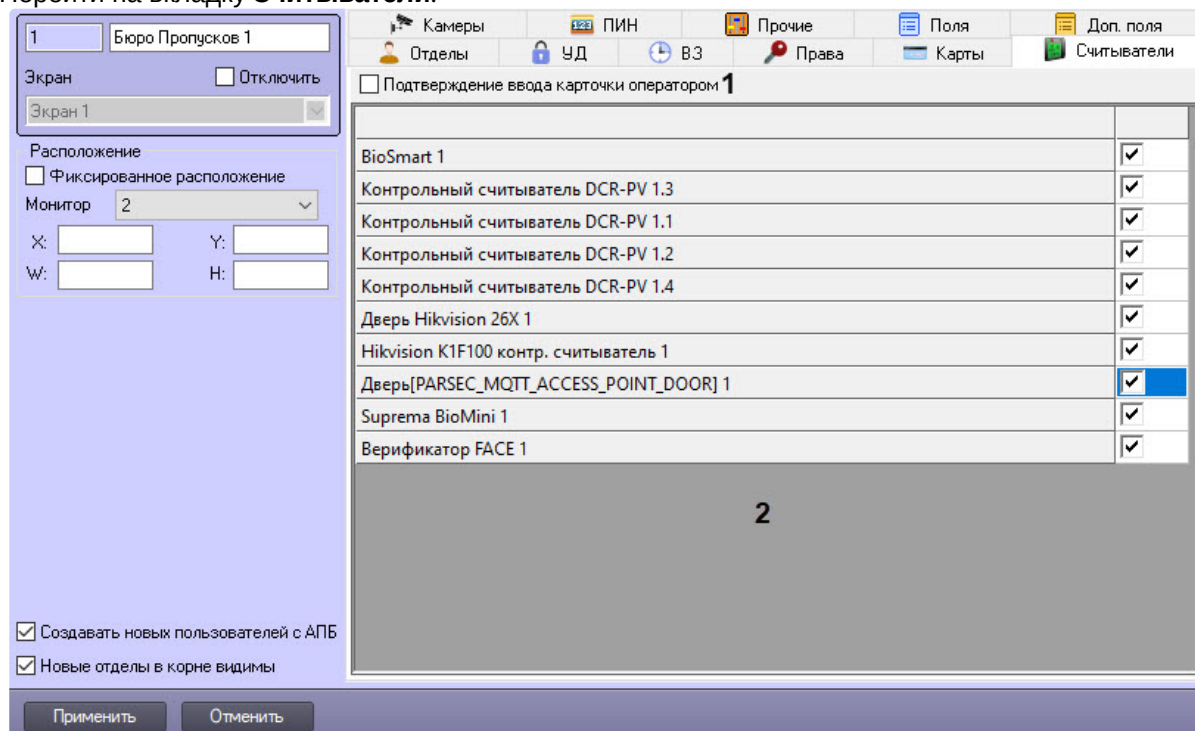 Перейти на вкладку Считыватели.
1
Бюро Пропусков 1
Экран
Отключить
Экран 1
Расположение
Фиксированное расположение
Монитор
2
X:
Y:
W:
H:
Создавать новых пользователей с АПБ
Новые отделы в корне видимы
Применить
Отменить
Камеры
ПИН
Прочие
Поля
Доп. поля
Отделы
УД
ВЗ
Права
Карты
Считыватели
Подтверждение ввода карточки оператором 1
BioSmart 1
Контрольный считыватель DCR-PV 1.3
Контрольный считыватель DCR-PV 1.1
Контрольный считыватель DCR-PV 1.2
Контрольный считыватель DCR-PV 1.4
Дверь Hikvision 26X 1
Hikvision K1F100 контр. считыватель 1
Дверь[PARSEC_MQTT_ACCESS_POINT_DOOR] 1
Suprema BioMini 1
Верификатор FACE 1
2